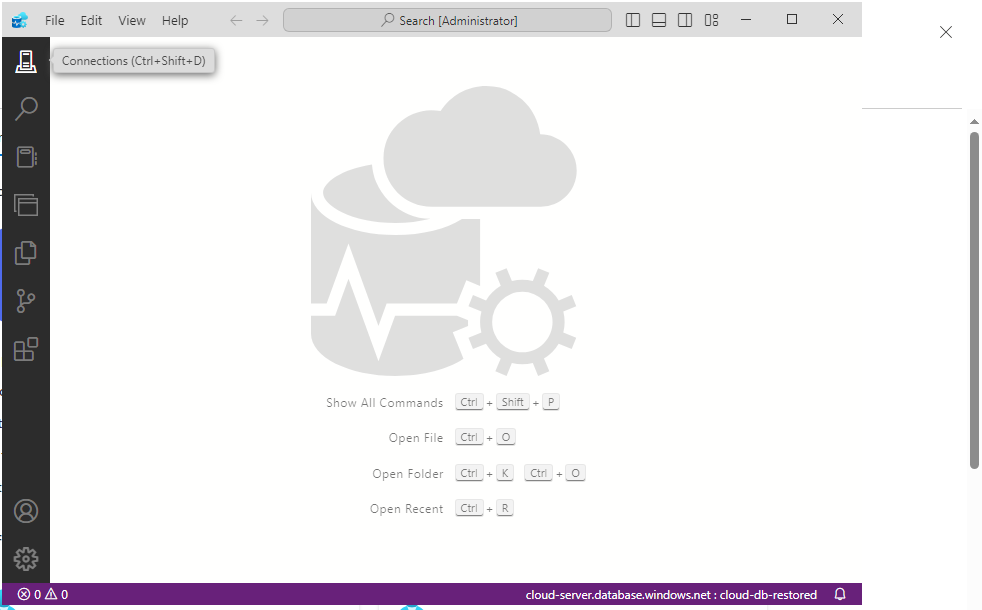 File Edit View Help Search [Administrator]
Connections (Ctrl+Shift+D)
Show All Commands Ctrl + Shift + P
Open File Ctrl + O
Open Folder Ctrl + K Ctrl + O
Open Recent Ctrl + R
0 0 cloud-server.database.windows.net : cloud-db-restored